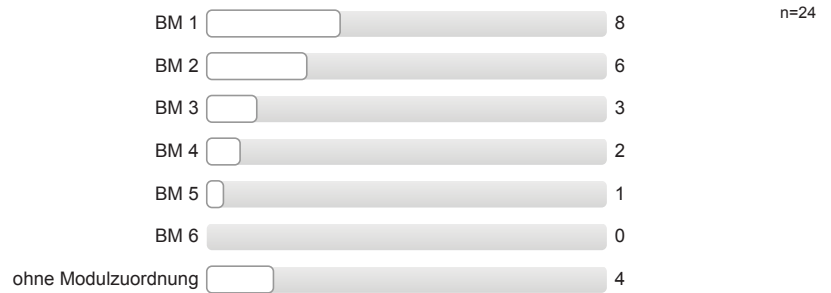 n=24
BM 1 8
BM 2 6
BM 3 3
BM 4 2
BM 5 1
BM 6 0
ohne Modulzuordnung 4